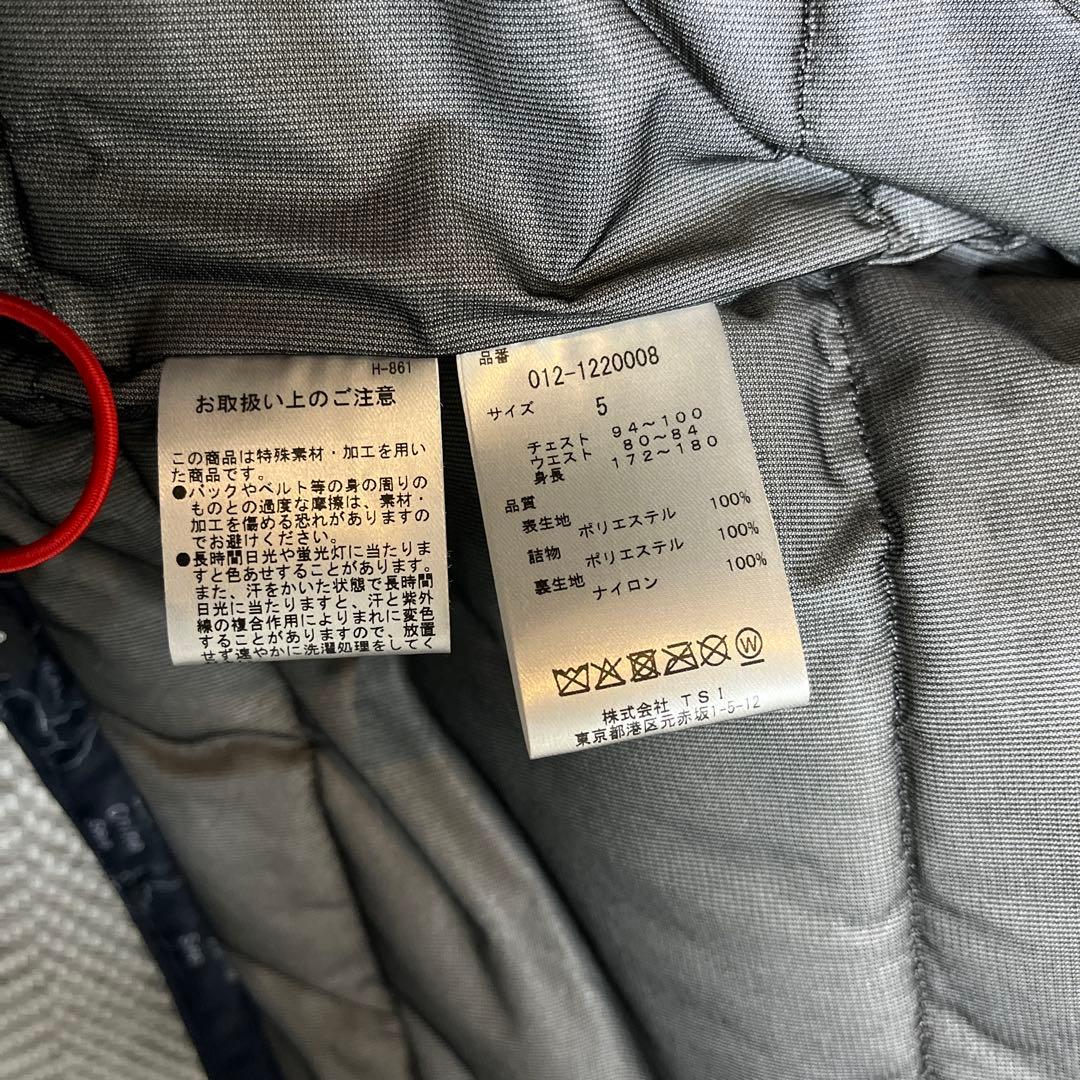 H-861
お取扱い上のご注意
この商品は特殊素材・加工を用い
た商品です。
●バックやベルト等の身の周りの
ものとの過度な摩擦は、素材・
加工を傷める恐れがありますの
でお避けください。
●長時間日光や蛍光灯に当たりま
すと色あせすることがあります。
また、汗をかいた状態で長時間
日光に当たりますと、汗と紫外
線の複合作用によりまれに変色
することがありますので、放置
せず速やかに洗濯処理をしてく
品番 012-1220008
サイズ 5
チェスト 94～100
ウエスト 80～84
身長 172～180
品質
表生地 ポリエステル 100%
詰物 ポリエステル 100%
裏生地 ナイロン 100%
W
株式会社 TSI
東京都港区元赤坂1-5-12